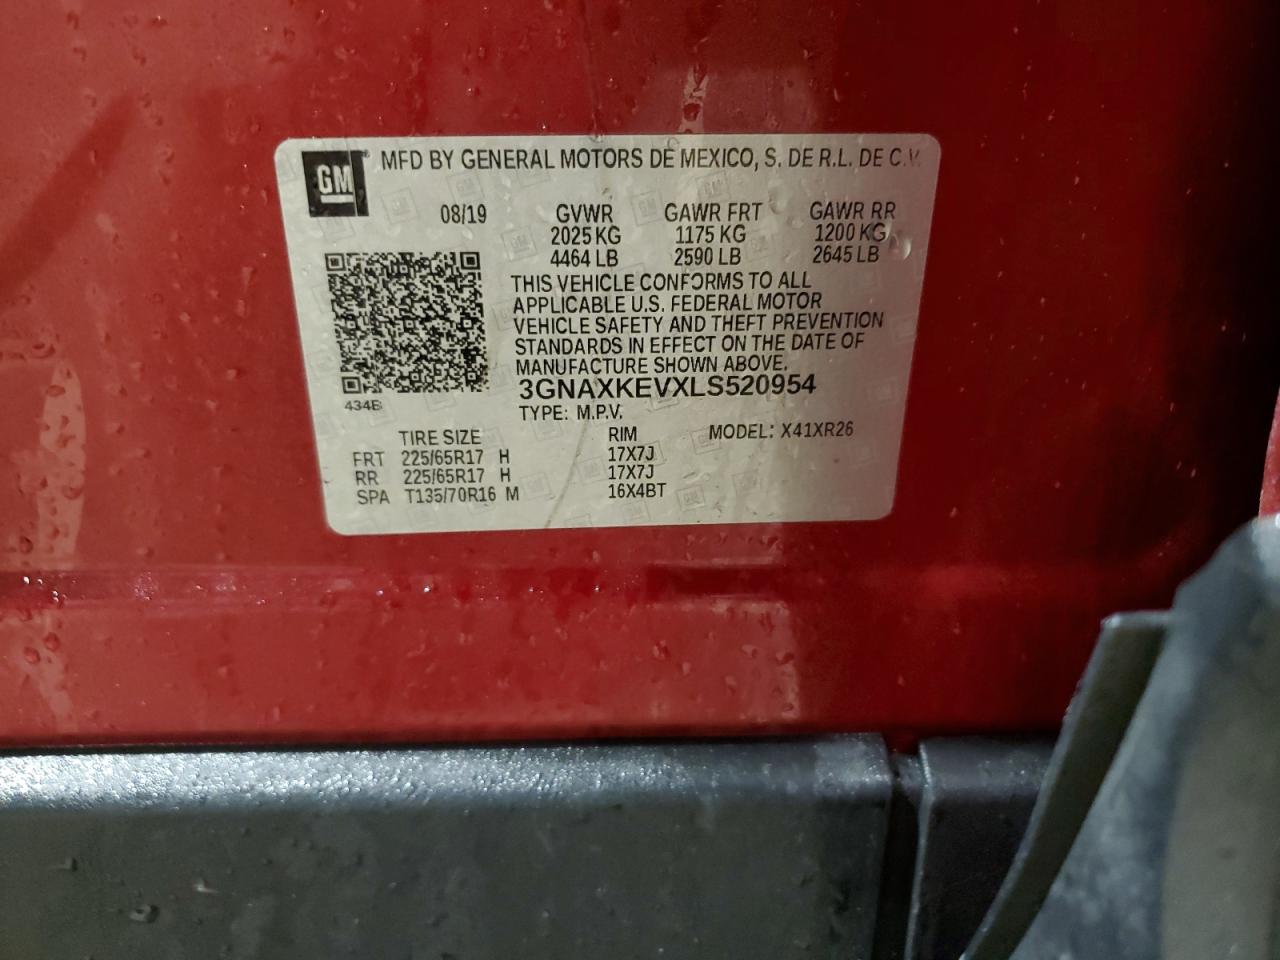 GM
MFD BY GENERAL MOTORS DE MEXICO, S. DE R.L. DE C.V.
08/19 GVWR GAWR FRT GAWR RR
2025 KG 1175 KG 1200 KG
4464 LB 2590 LB 2645 LB
THIS VEHICLE CONFORMS TO ALL
APPLICABLE U.S. FEDERAL MOTOR
VEHICLE SAFETY AND THEFT PREVENTION
STANDARDS IN EFFECT ON THE DATE OF
MANUFACTURE SHOWN ABOVE.
3GNAXKEVXLS520954
434B
TYPE: M.P.V.
TIRE SIZE RIM MODEL: X41XR26
FRT 225/65R17 H 17X7J
RR 225/65R17 H 17X7J
SPA T135/70R16 M 16X4BT